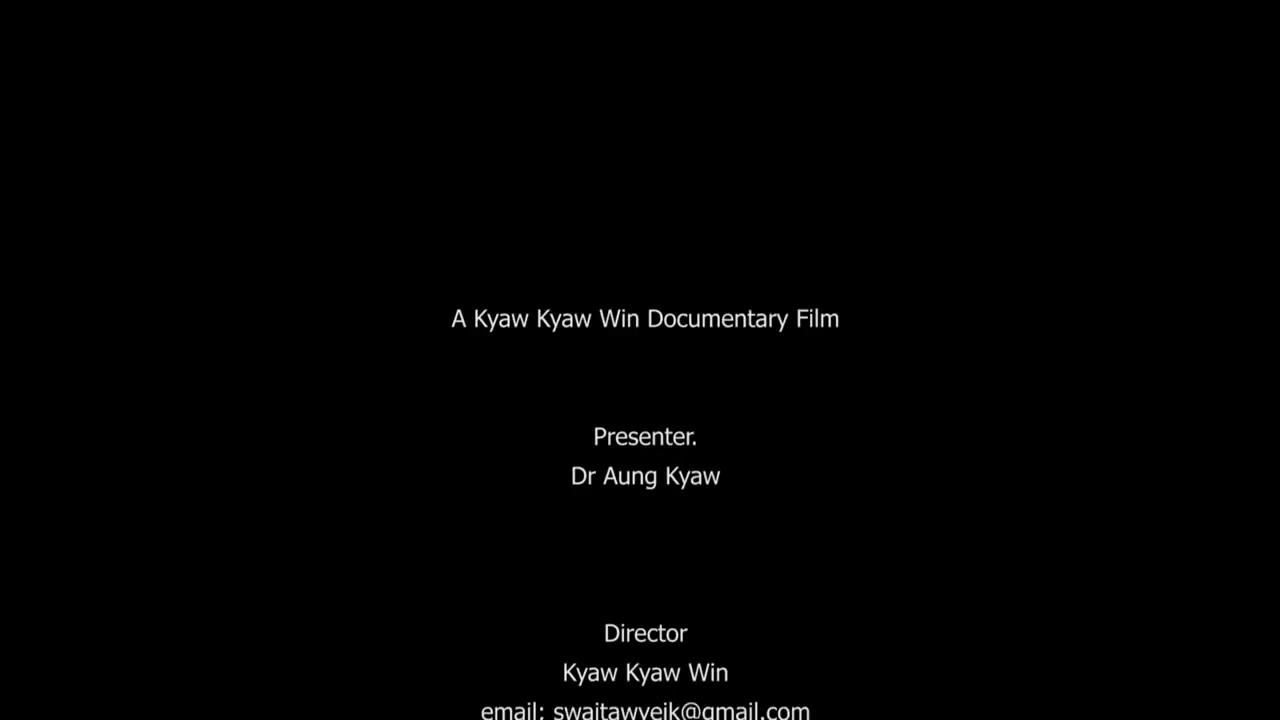 A Kyaw Kyaw Win Documentary Film
Presenter.
Dr Aung Kyaw
Director
Kyaw Kyaw Win
email: swaitawyeik@gmail.com